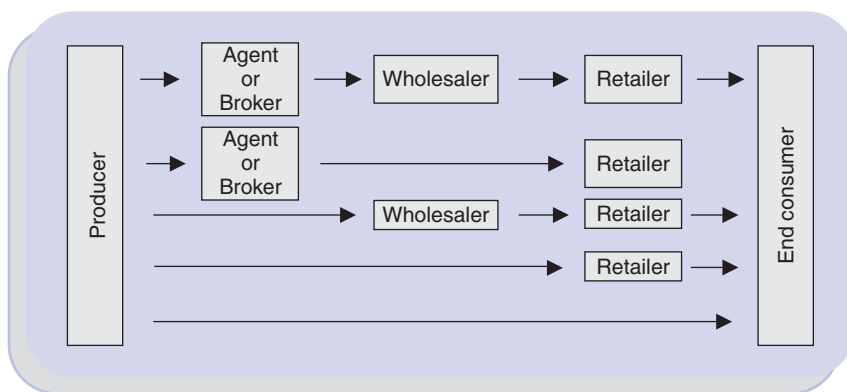 Producer
Agent
or
Broker
Wholesaler
Retailer
Agent
or
Broker
Retailer
Wholesaler
Retailer
Retailer
End consumer